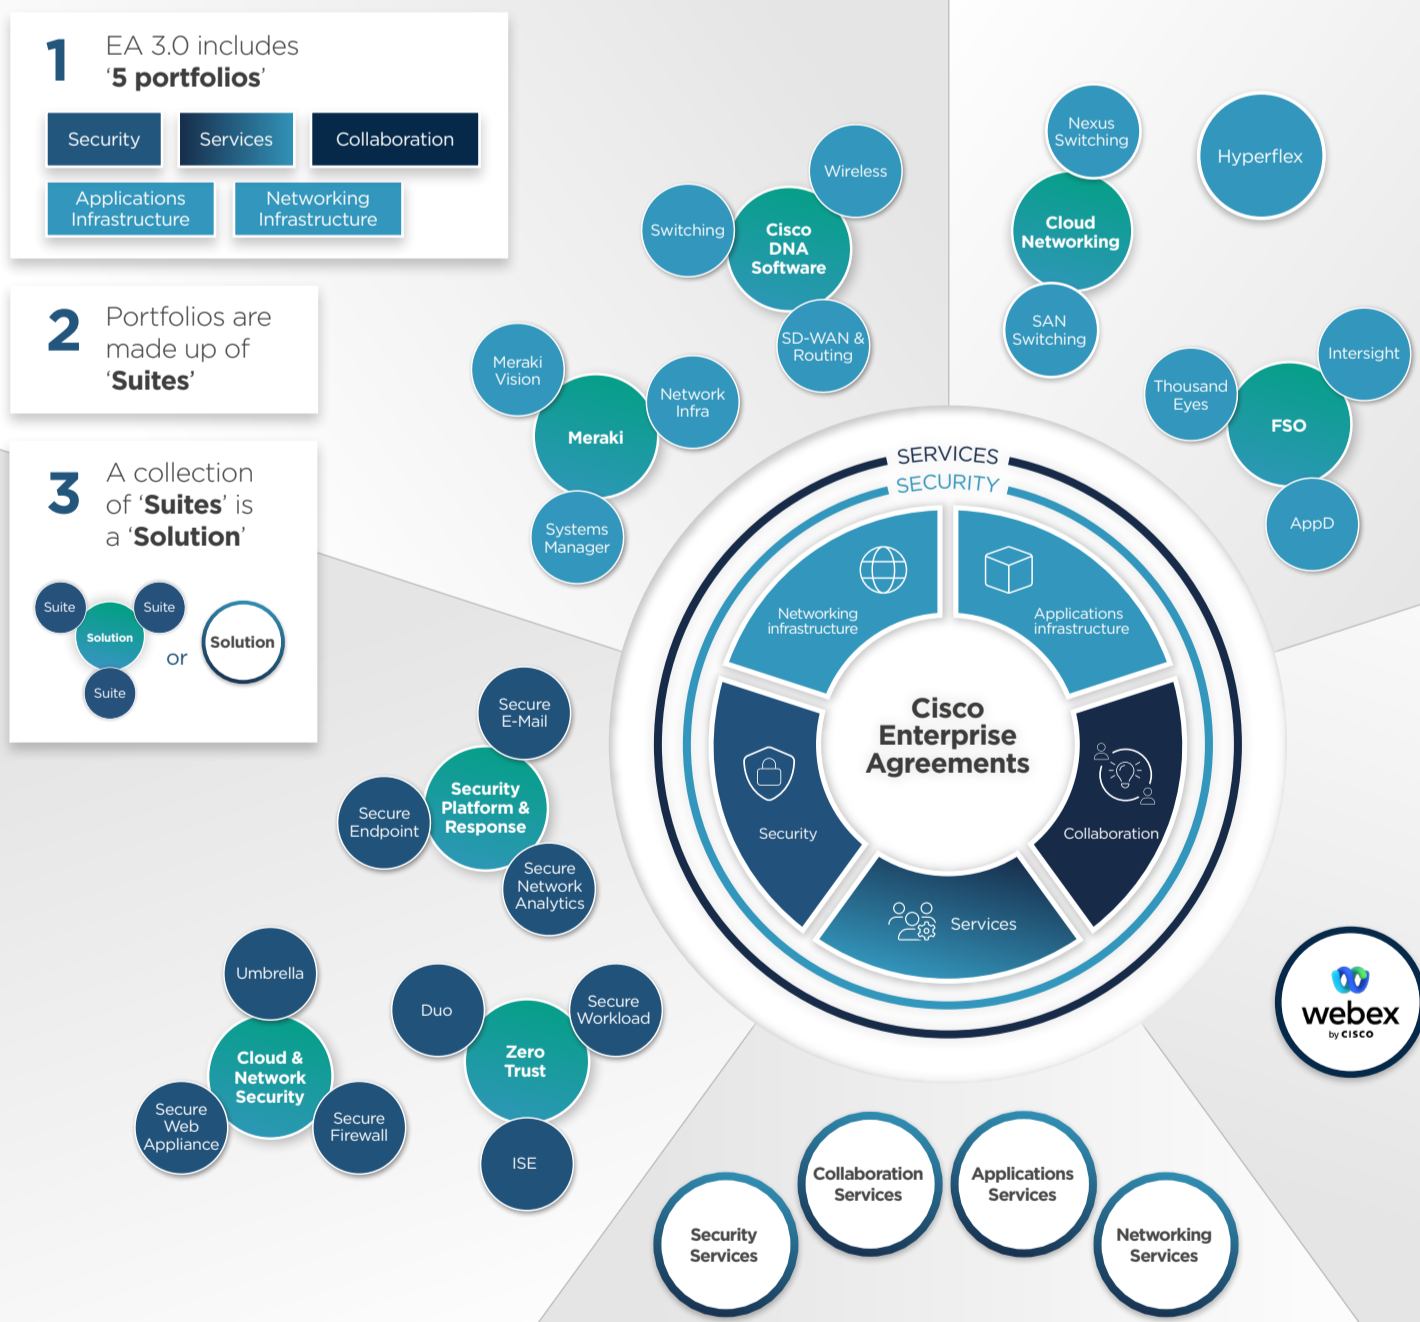 1
EA 3.0 includes
‘5 portfolios’
Security
Services
Collaboration
Applications
Infrastructure
Networking
Infrastructure
2
Portfolios are
made up of
‘Suites’
3
A collection
of ‘Suites’ is
a ‘Solution’
Suite
Suite
Solution
Suite
or
Solution
Wireless
Switching
Cisco
DNA
Software
SD-WAN &
Routing
Meraki
Vision
Network
Infra
Meraki
Systems
Manager
Nexus
Switching
Hyperflex
Cloud
Networking
SAN
Switching
Intersight
Thousand
Eyes
FSO
AppD
SERVICES
SECURITY
Networking
infrastructure
Applications
infrastructure
Cisco
Enterprise
Agreements
Security
Collaboration
Services
Secure
E-Mail
Security
Platform &
Response
Secure
Endpoint
Secure
Network
Analytics
Umbrella
Cloud &
Network
Security
Secure
Web
Appliance
Secure
Firewall
Duo
Secure
Workload
Zero
Trust
ISE
webex
by CISCO
Security
Services
Collaboration
Services
Applications
Services
Networking
Services